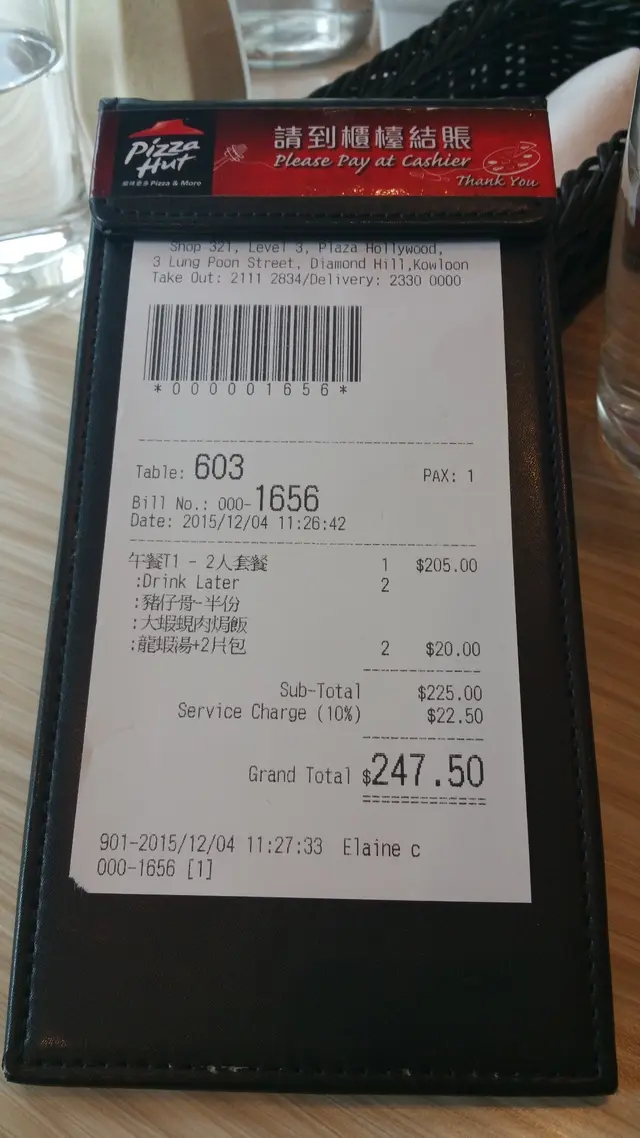 Pizza Hut
Pizza & More
請到櫃檯結賬
Please Pay at Cashier
Thank You
Shop 321, Level 3, Plaza Hollywood,
3 Lung Poon Street, Diamond Hill,Kowloon
Take Out: 2111 2834/Delivery: 2330 0000
*000001656*
Table: 603 PAX: 1
Bill No.: 000-1656
Date: 2015/12/04 11:26:42
午餐T1 - 2人套餐 1 $205.00
:Drink Later 2
:豬仔骨-半份
:大蝦蜆肉焗飯
:龍蝦湯+2片包 2 $20.00
Sub-Total $225.00
Service Charge (10%) $22.50
Grand Total $247.50
901-2015/12/04 11:27:33 Elaine c
000-1656 [1]